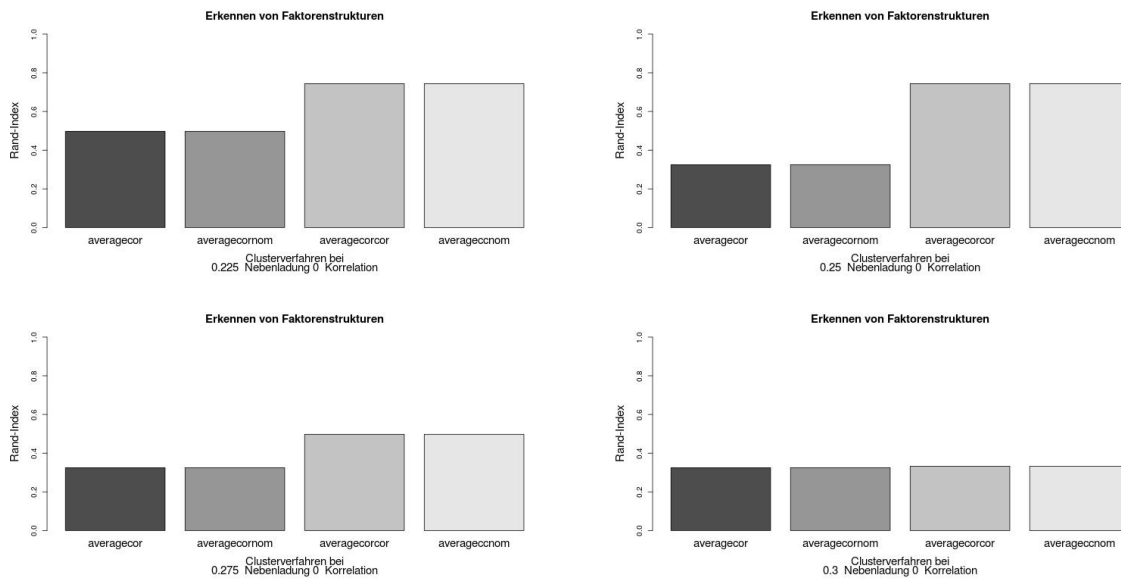 Erkennen von Faktorenstrukturen
Rand-Index
1.0
0.8
0.6
0.4
0.2
0.0
averagecor averagecornom averagecorcor averageccnom
Clusterverfahren bei
0.225 Nebenladung 0 Korrelation
Erkennen von Faktorenstrukturen
Rand-Index
1.0
0.8
0.6
0.4
0.2
0.0
averagecor averagecornom averagecorcor averageccnom
Clusterverfahren bei
0.25 Nebenladung 0 Korrelation
Erkennen von Faktorenstrukturen
Rand-Index
1.0
0.8
0.6
0.4
0.2
0.0
averagecor averagecornom averagecorcor averageccnom
Clusterverfahren bei
0.275 Nebenladung 0 Korrelation
Erkennen von Faktorenstrukturen
Rand-Index
1.0
0.8
0.6
0.4
0.2
0.0
averagecor averagecornom averagecorcor averageccnom
Clusterverfahren bei
0.3 Nebenladung 0 Korrelation